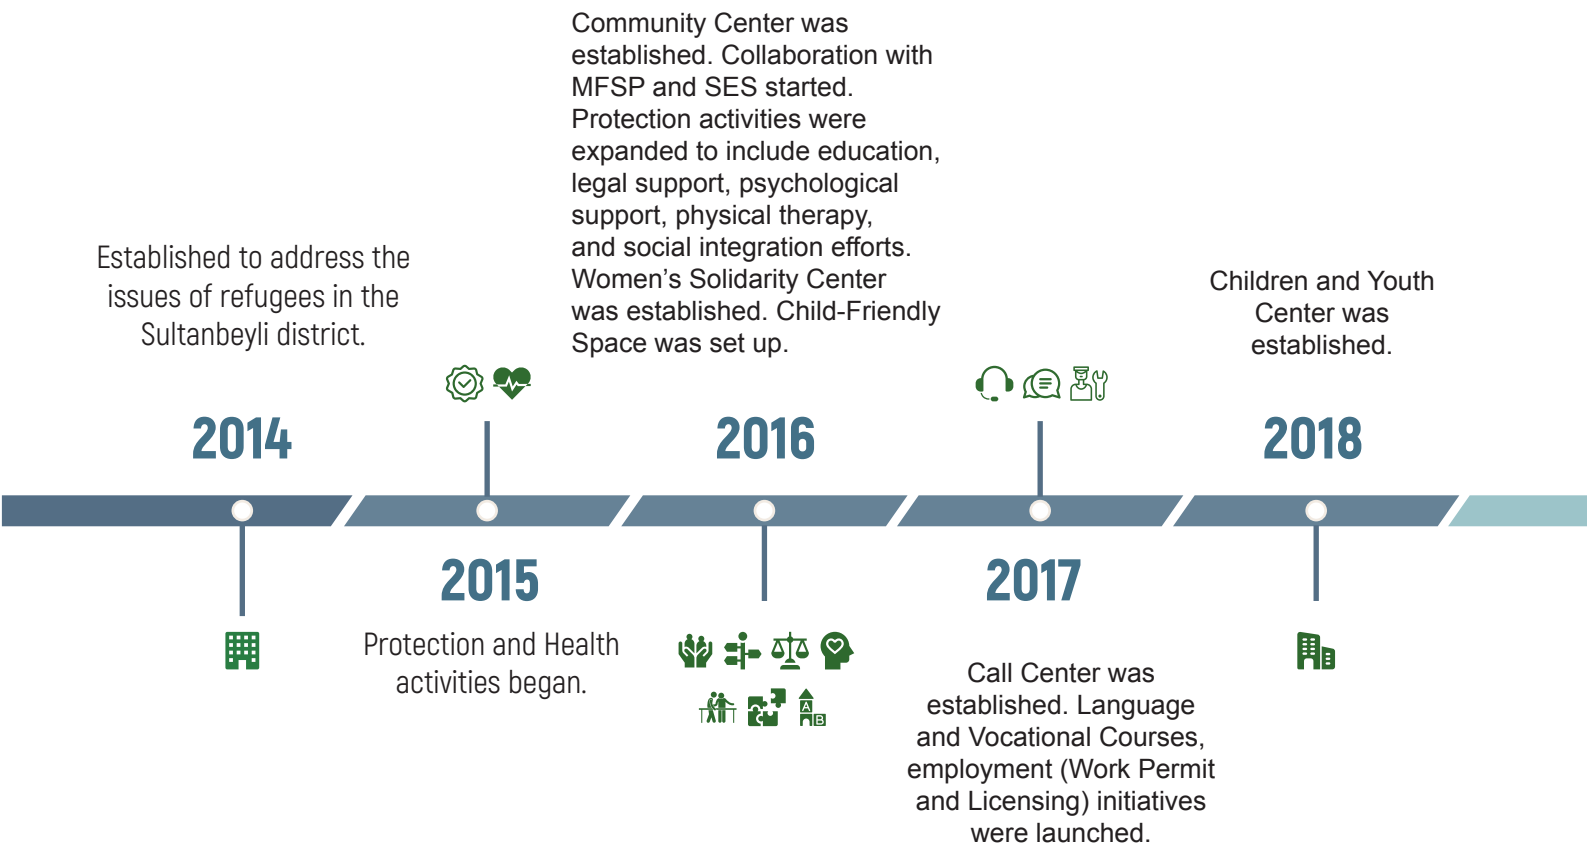 Established to address the
issues of refugees in the
Sultanbeyli district.
2014
2015
Protection and Health
activities began.
Community Center was
established. Collaboration with
MFSP and SES started.
Protection activities were
expanded to include education,
legal support, psychological
support, physical therapy,
and social integration efforts.
Women’s Solidarity Center
was established. Child-Friendly
Space was set up.
2016
A
B
2017
Call Center was
established. Language
and Vocational Courses,
employment (Work Permit
and Licensing) initiatives
were launched.
Children and Youth
Center was
established.
2018